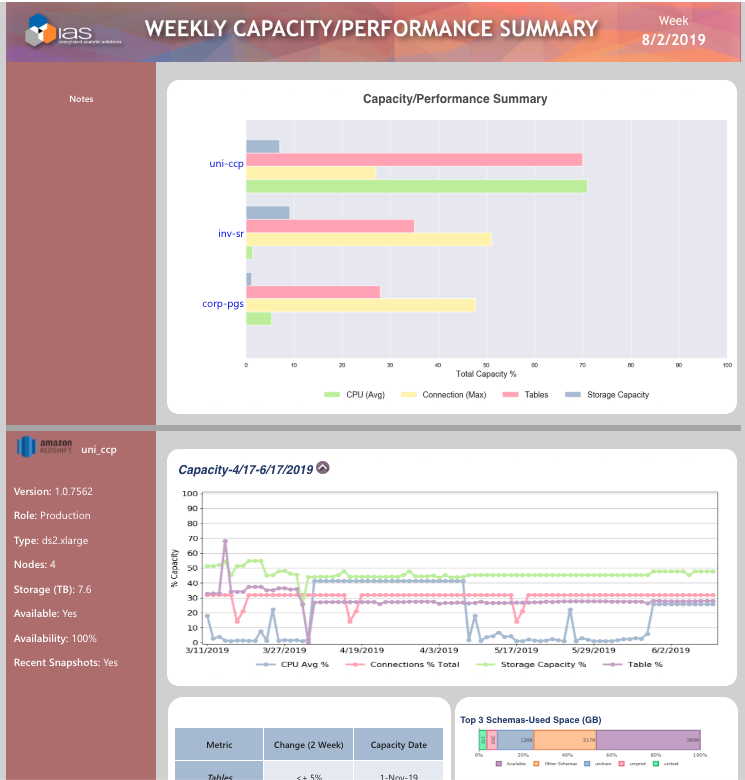 IAS
integrated analytic solutions
WEEKLY CAPACITY/PERFORMANCE SUMMARY
Week
8/2/2019
Notes
Capacity/Performance Summary
uni-ccp
inv-sr
corp-pgs
0 10 20 30 40 50 60 70 80 90 100
Total Capacity %
CPU (Avg) Connection (Max) Tables Storage Capacity
amazon
REDSHIFT
uni_ccp
Version: 1.0.7562
Role: Production
Type: ds2.xlarge
Nodes: 4
Storage (TB): 7.6
Available: Yes
Availability: 100%
Recent Snapshots: Yes
Capacity-4/17-6/17/2019
100
90
80
70
60
50
40
30
20
10
0
% Capacity
3/11/2019 3/27/2019 4/19/2019 4/3/2019 5/17/2019 5/29/2019 6/2/2019
CPU Avg % Connections % Total Storage Capacity % Table %
Metric Change (2 Week) Capacity Date
Tables <+ 5% 1-Nov-19
Top 3 Schemas-Used Space (GB)
0% 20% 40% 60% 80% 100%
Available Other Schemas